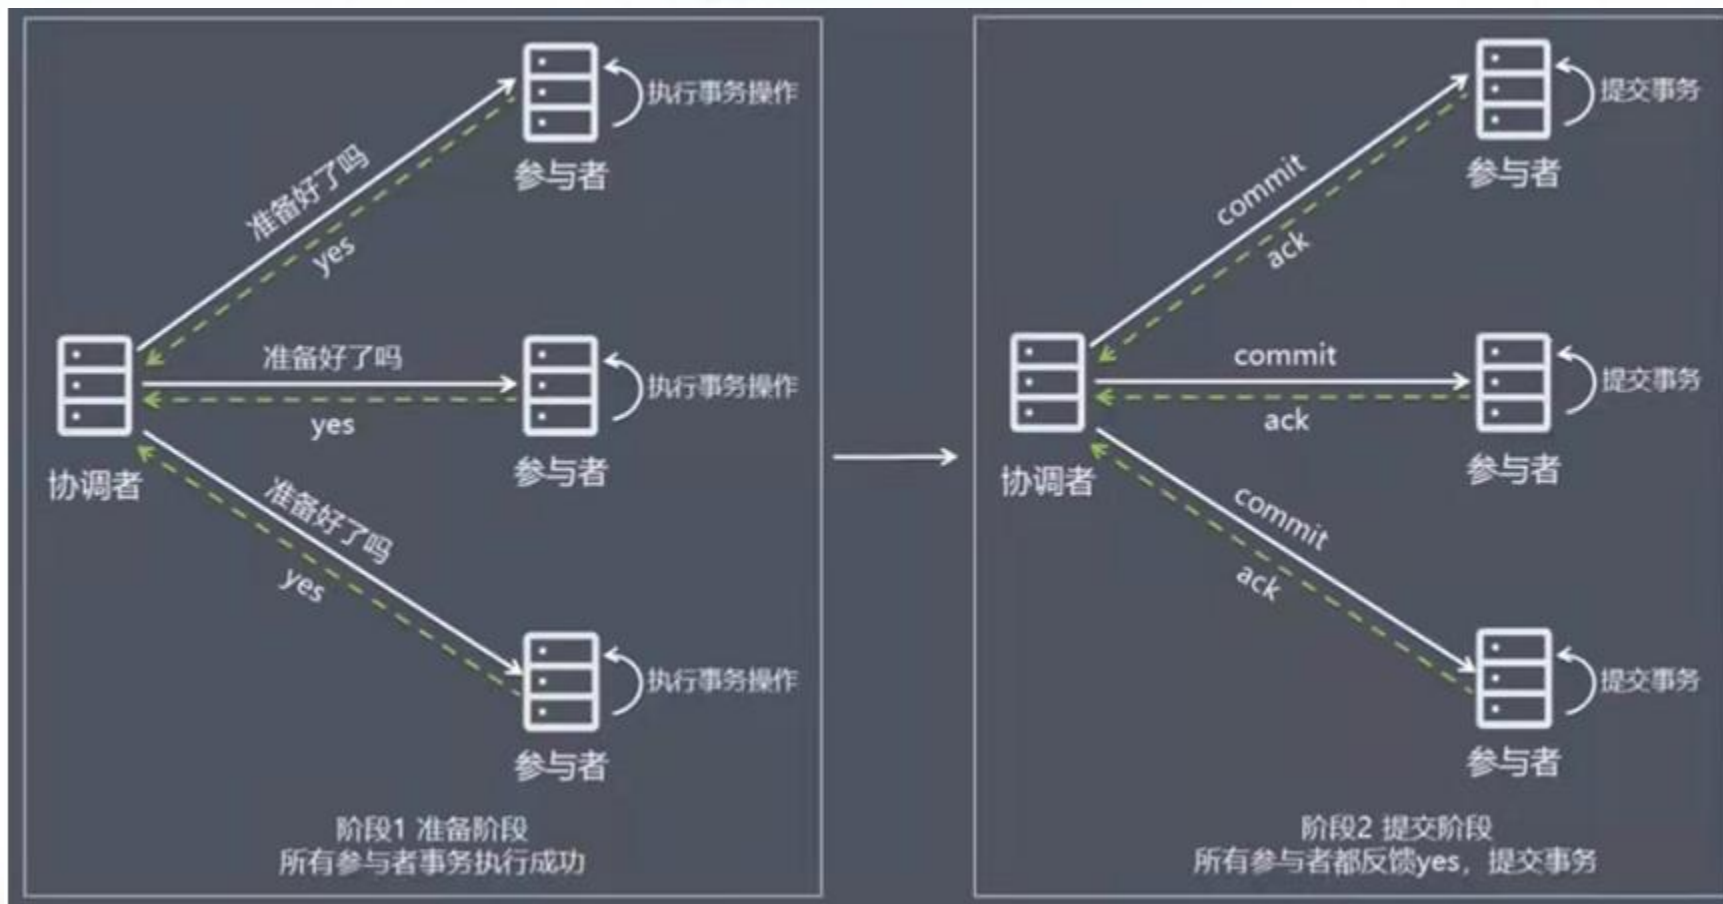 执行事务操作
参与者
准备好了吗
yes
准备好了吗
执行事务操作
yes
参与者
协调者
准备好了吗
yes
执行事务操作
参与者
阶段1 准备阶段
所有参与者事务执行成功
提交事务
参与者
commit
ack
commit
提交事务
ack
参与者
协调者
commit
ack
提交事务
参与者
阶段2 提交阶段
所有参与者都反馈yes，提交事务